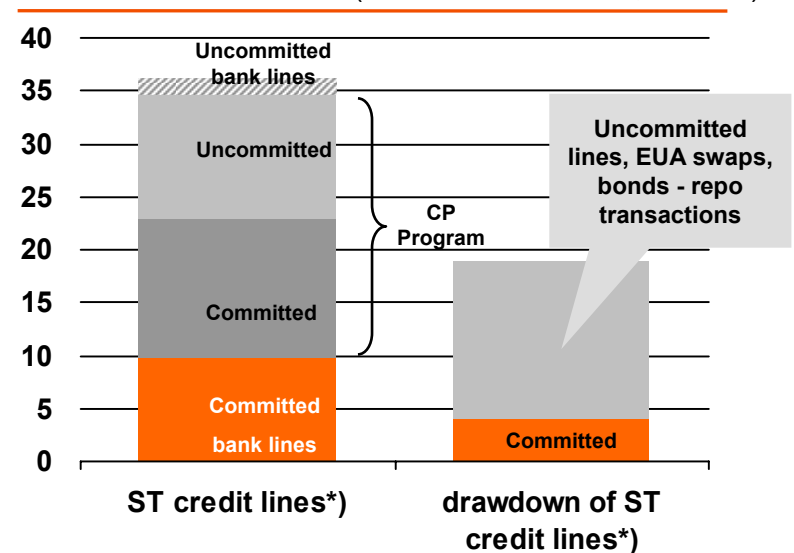 40
35
30
25
20
15
10
5
0
Uncommitted
bank lines
Uncommitted
Committed
Committed
bank lines
CP
Program
Uncommitted
lines, EUA swaps,
bonds - repo
transactions
Committed
ST credit lines*)
drawdown of ST
credit lines*)